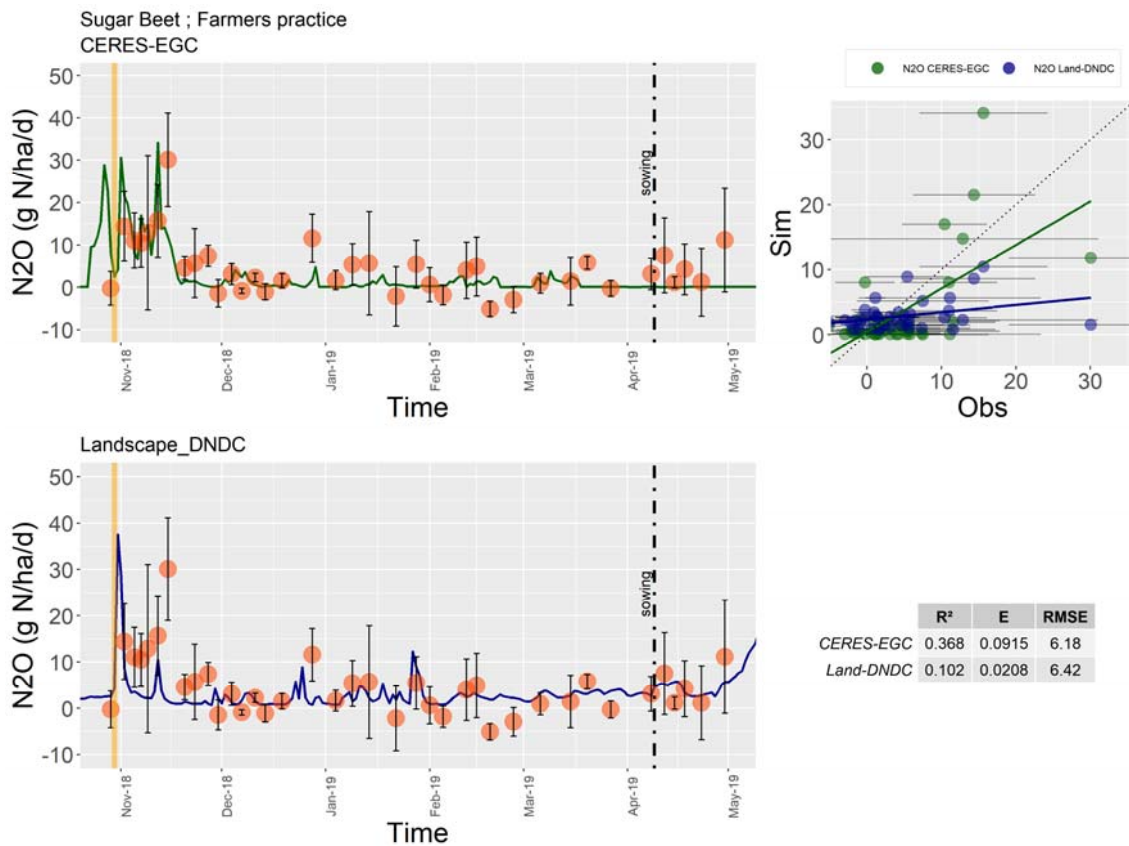 Sugar Beet ; Farmers practice
CERES-EGC
N2O (g N/ha/d)
50
40
30
20
10
0
-10
sowing
Nov-18
Dec-18
Jan-19
Feb-19
Mar-19
Apr-19
May-19
Time
N2O CERES-EGC
N2O Land-DNDC
Sim
30
20
10
0
0
10
20
30
Obs
Landscape_DNDC
N2O (g N/ha/d)
50
40
30
20
10
0
-10
sowing
Nov-18
Dec-18
Jan-19
Feb-19
Mar-19
Apr-19
May-19
Time
R² E RMSE
CERES-EGC 0.368 0.0915 6.18
Land-DNDC 0.102 0.0208 6.42